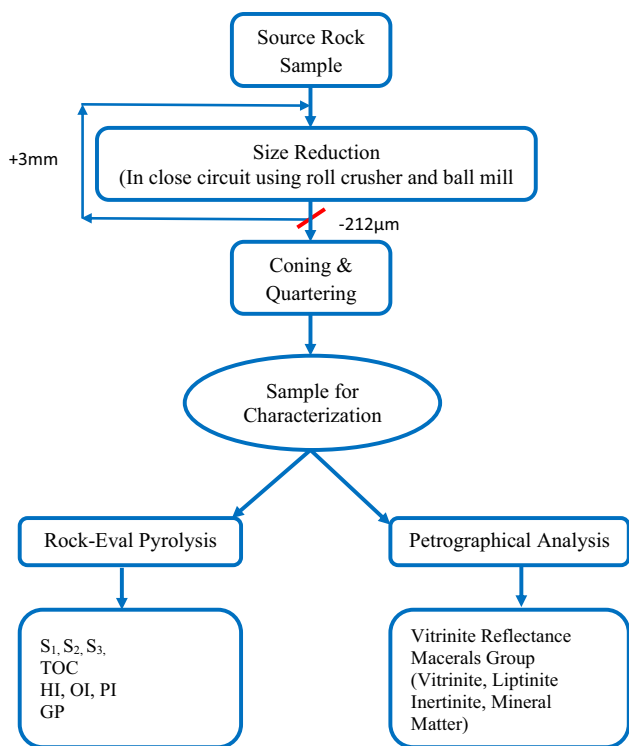 Source Rock
Sample
+3mm
Size Reduction
(In close circuit using roll crusher and ball mill
-212µm
Coning &
Quartering
Sample for
Characterization
Rock-Eval Pyrolysis
Petrographical Analysis
S₁, S₂, S₃,
TOC
HI, OI, PI
GP
Vitrinite Reflectance
Macerals Group
(Vitrinite, Liptinite
Inertinite, Mineral
Matter)